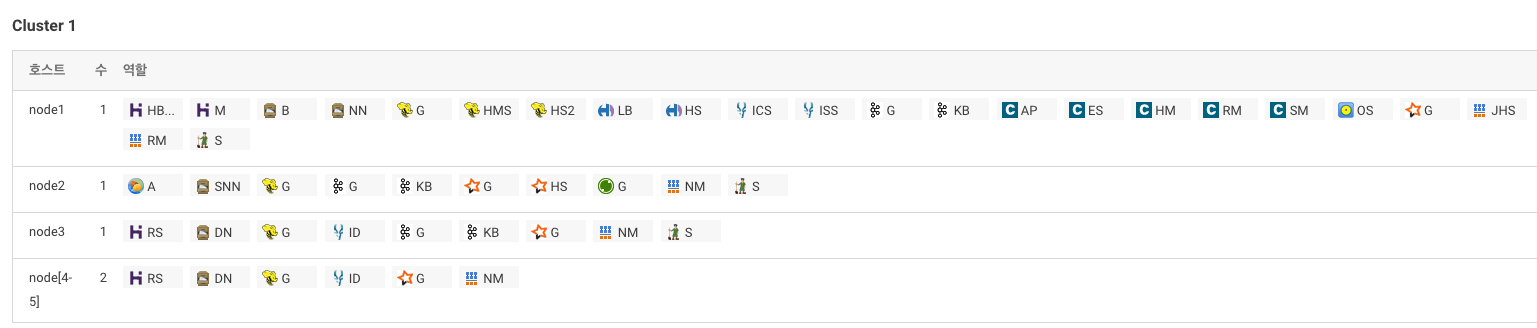 Cluster 1
호스트 수 역할
node1 1 HB... M B NN G HMS HS2 LB HS ICS ISS G KB AP ES HM RM SM OS G JHS
RM S
node2 1 A SNN G G KB G HS G NM S
node3 1 RS DN G ID G KB G NM S
node[4- 2 RS DN G ID G NM
5]